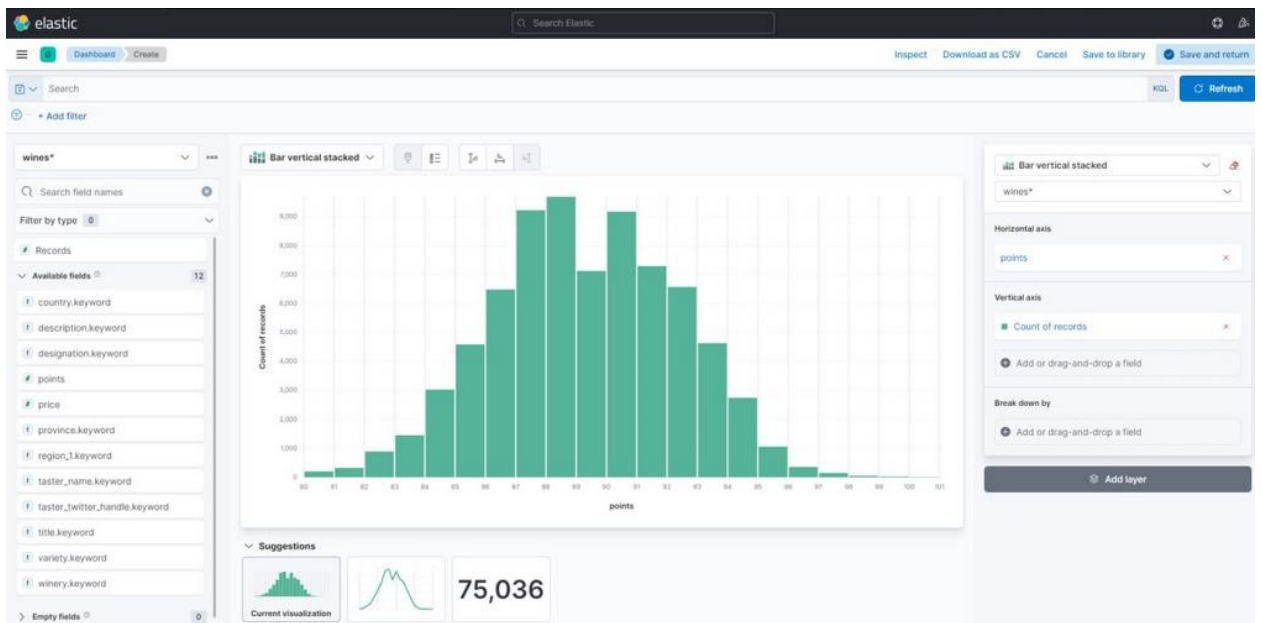 elastic
Search Elastic
D
Dashboard
Create
Inspect
Download as CSV
Cancel
Save to library
Save and return
Search
KQL
Refresh
+ Add filter
wines*
Search field names
Filter by type 0
# Records
Available fields 12
t country.keyword
t description.keyword
t designation.keyword
# points
# price
t province.keyword
t region_1.keyword
t taster_name.keyword
t taster_twitter_handle.keyword
t title.keyword
t variety.keyword
t winery.keyword
Empty fields 0
Bar vertical stacked
Count of records
9,000
8,000
7,000
6,000
5,000
4,000
3,000
2,000
1,000
0
80 81 82 83 84 85 86 87 88 89 90 91 92 93 94 95 96 97 98 99 100 101
points
Suggestions
Current visualization
75,036
Bar vertical stacked
wines*
Horizontal axis
points
Vertical axis
Count of records
Add or drag-and-drop a field
Break down by
Add or drag-and-drop a field
Add layer